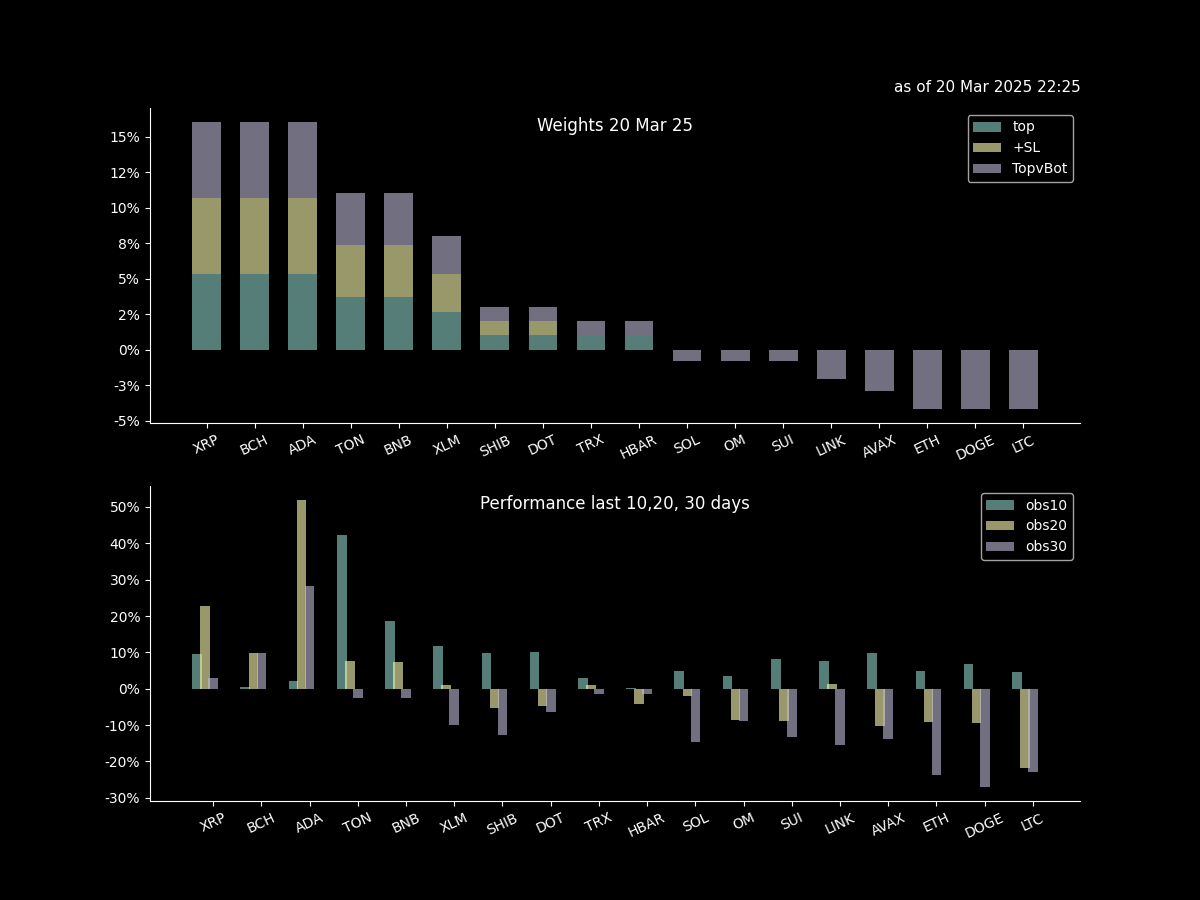 as of 20 Mar 2025 22:25
Weights 20 Mar 25
top
+SL
TopvBot
15%
12%
10%
8%
5%
2%
0%
-3%
-5%
XRP BCH ADA TON BNB XLM SHIB DOT TRX HBAR SOL OM SUI LINK AVAX ETH DOGE LTC
Performance last 10,20, 30 days
obs10
obs20
obs30
50%
40%
30%
20%
10%
0%
-10%
-20%
-30%
XRP BCH ADA TON BNB XLM SHIB DOT TRX HBAR SOL OM SUI LINK AVAX ETH DOGE LTC